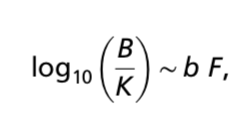 log₁₀ (B/K) ~ b F,